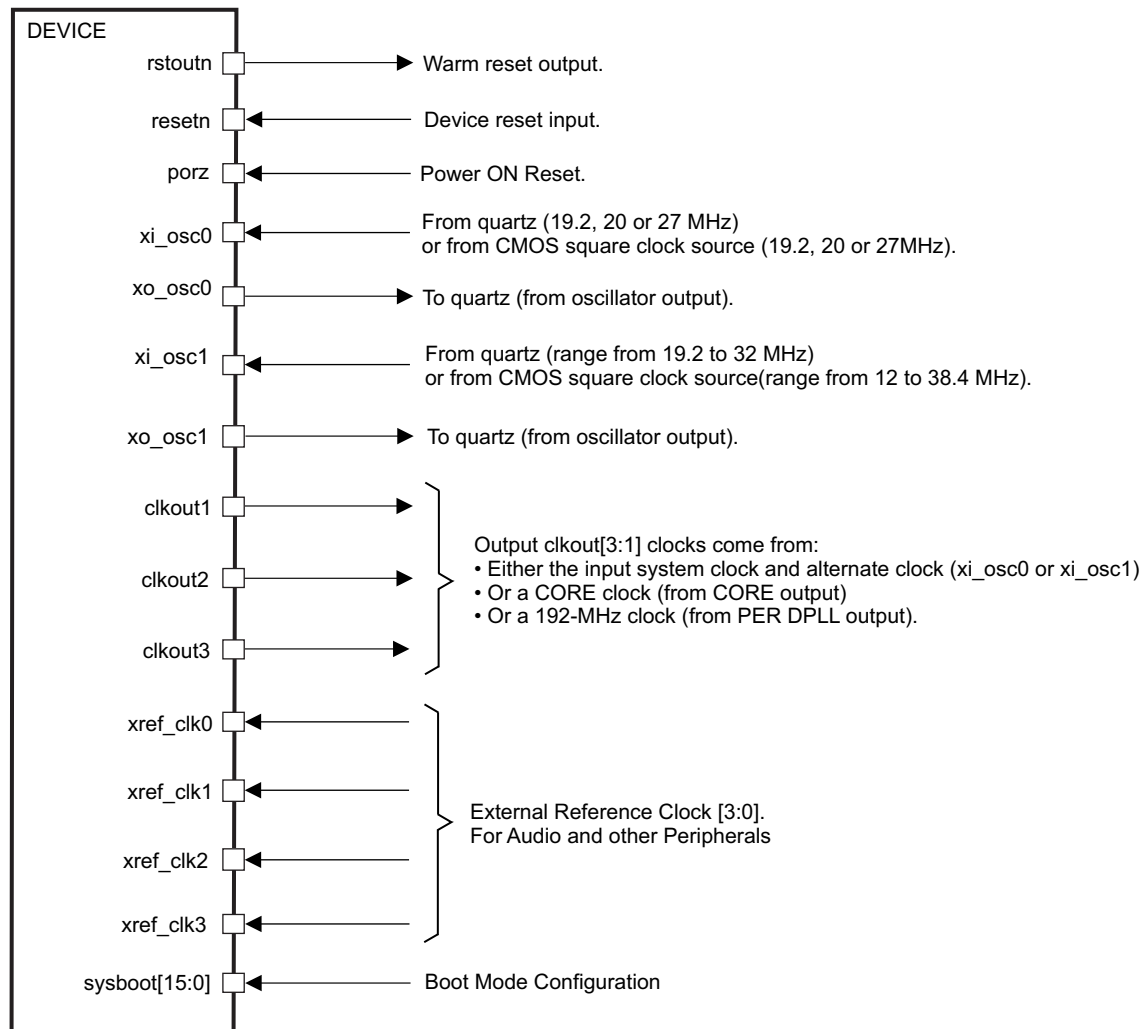 DEVICE
rstoutn Warm reset output.
resetn Device reset input.
porz Power ON Reset.
xi_osc0 From quartz (19.2, 20 or 27 MHz)
or from CMOS square clock source (19.2, 20 or 27MHz).
xo_osc0 To quartz (from oscillator output).
xi_osc1 From quartz (range from 19.2 to 32 MHz)
or from CMOS square clock source(range from 12 to 38.4 MHz).
xo_osc1 To quartz (from oscillator output).
clkout1
clkout2
clkout3
Output clkout[3:1] clocks come from:
• Either the input system clock and alternate clock (xi_osc0 or xi_osc1)
• Or a CORE clock (from CORE output)
• Or a 192-MHz clock (from PER DPLL output).
xref_clk0
xref_clk1
xref_clk2
xref_clk3
External Reference Clock [3:0].
For Audio and other Peripherals
sysboot[15:0] Boot Mode Configuration